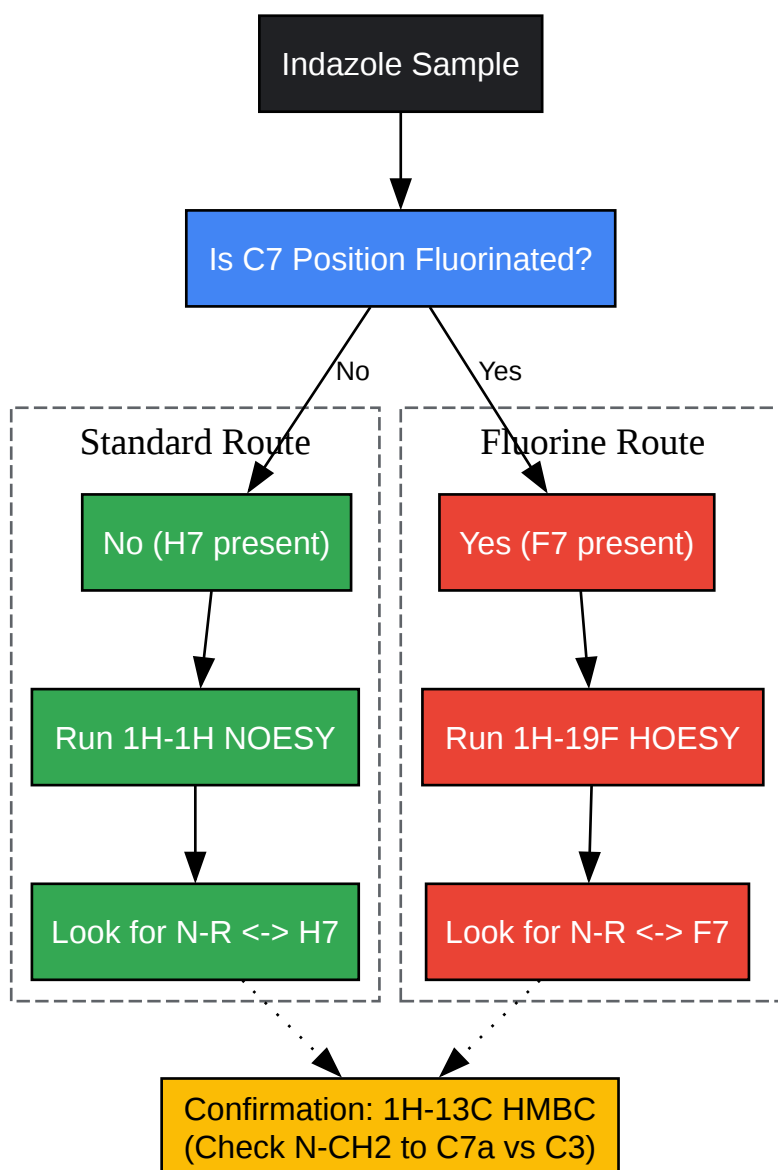 Indazole Sample
Is C7 Position Fluorinated?
No
Yes
Standard Route
Fluorine Route
No (H7 present)
Yes (F7 present)
Run 1H-1H NOESY
Run 1H-19F HOESY
Look for N-R <-> H7
Look for N-R <-> F7
Confirmation: 1H-13C HMBC
(Check N-CH2 to C7a vs C3)